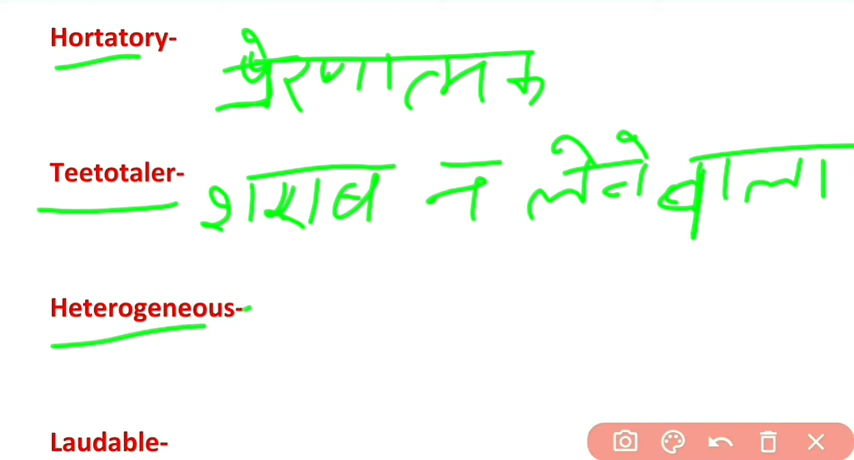 Hortatory- प्रेरणात्मक
Teetotaler- शराब न लेने वाला
Heterogeneous-
Laudable-